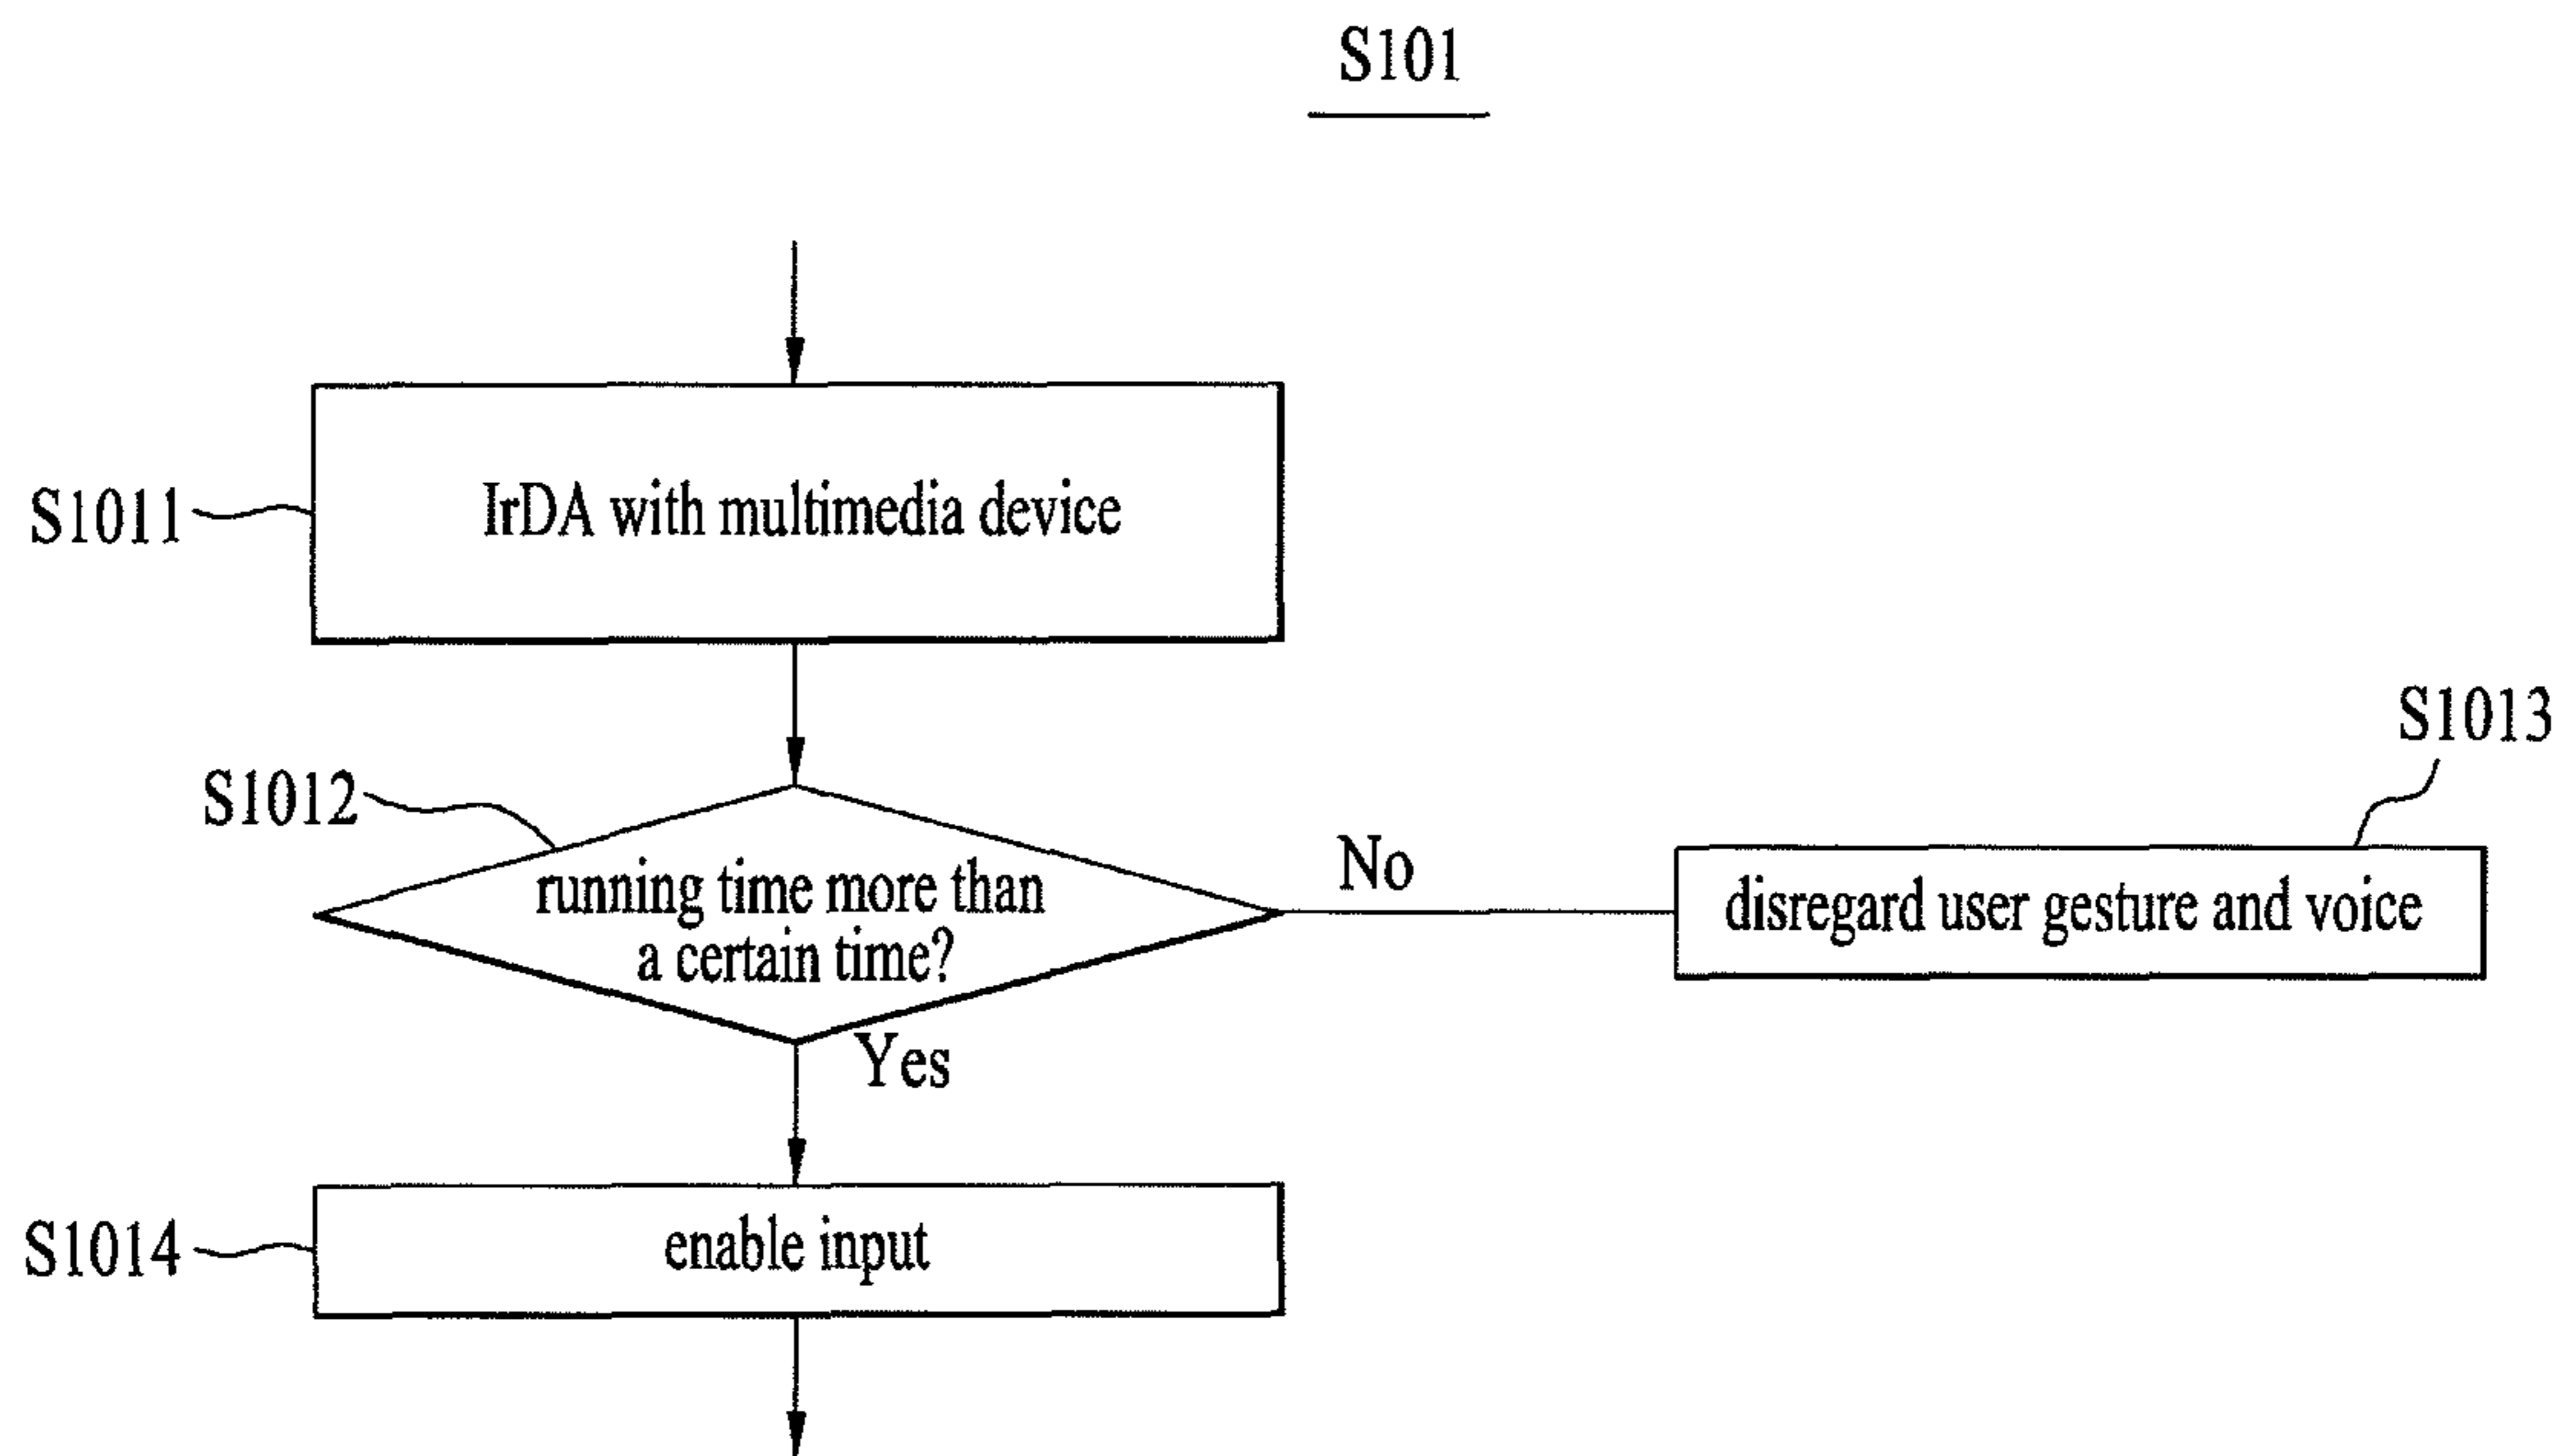 S101
S1011
IrDA with multimedia device
S1012
running time more than
a certain time?
No
S1013
disregard user gesture and voice
Yes
S1014
enable input